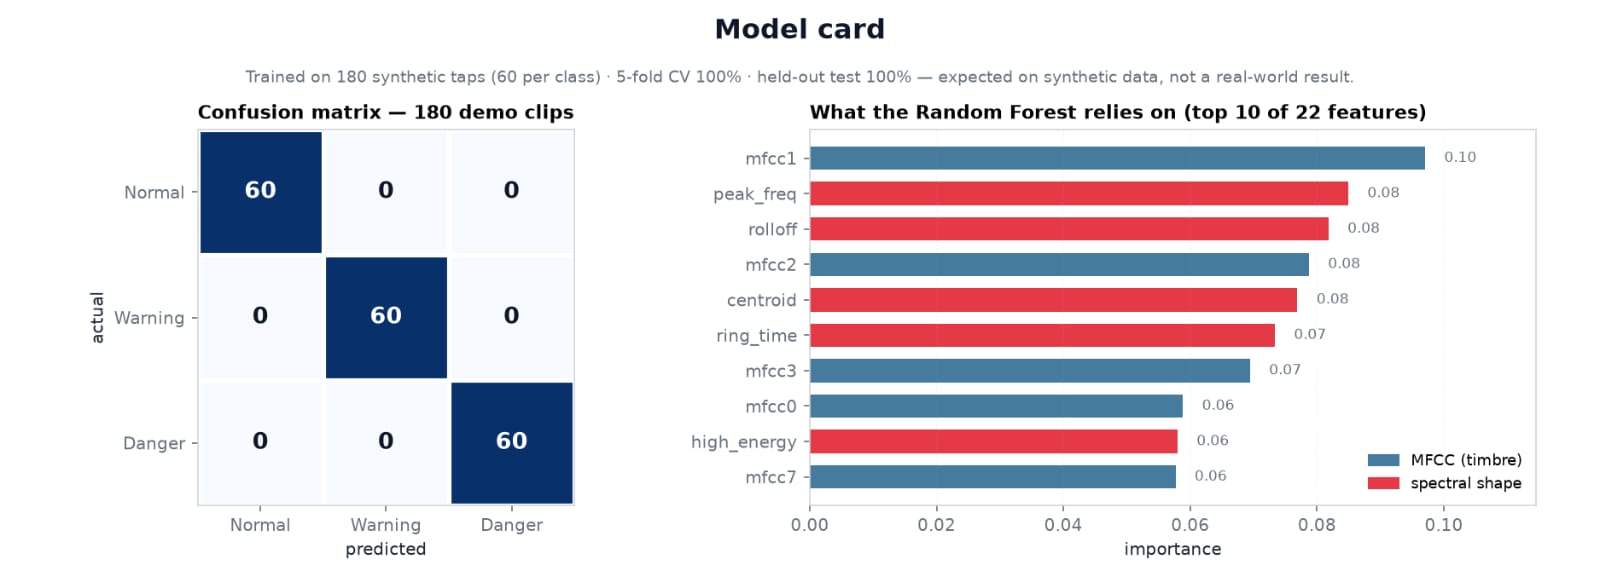 Model card
Trained on 180 synthetic taps (60 per class) · 5-fold CV 100% · held-out test 100% — expected on synthetic data, not a real-world result.
Confusion matrix — 180 demo clips
actual
Normal 60 0 0
Warning 0 60 0
Danger 0 0 60
Normal Warning Danger
predicted
What the Random Forest relies on (top 10 of 22 features)
mfcc1 0.10
peak_freq 0.08
rolloff 0.08
mfcc2 0.08
centroid 0.08
ring_time 0.07
mfcc3 0.07
mfcc0 0.06
high_energy 0.06
mfcc7 0.06
MFCC (timbre)
spectral shape
0.00 0.02 0.04 0.06 0.08 0.10
importance